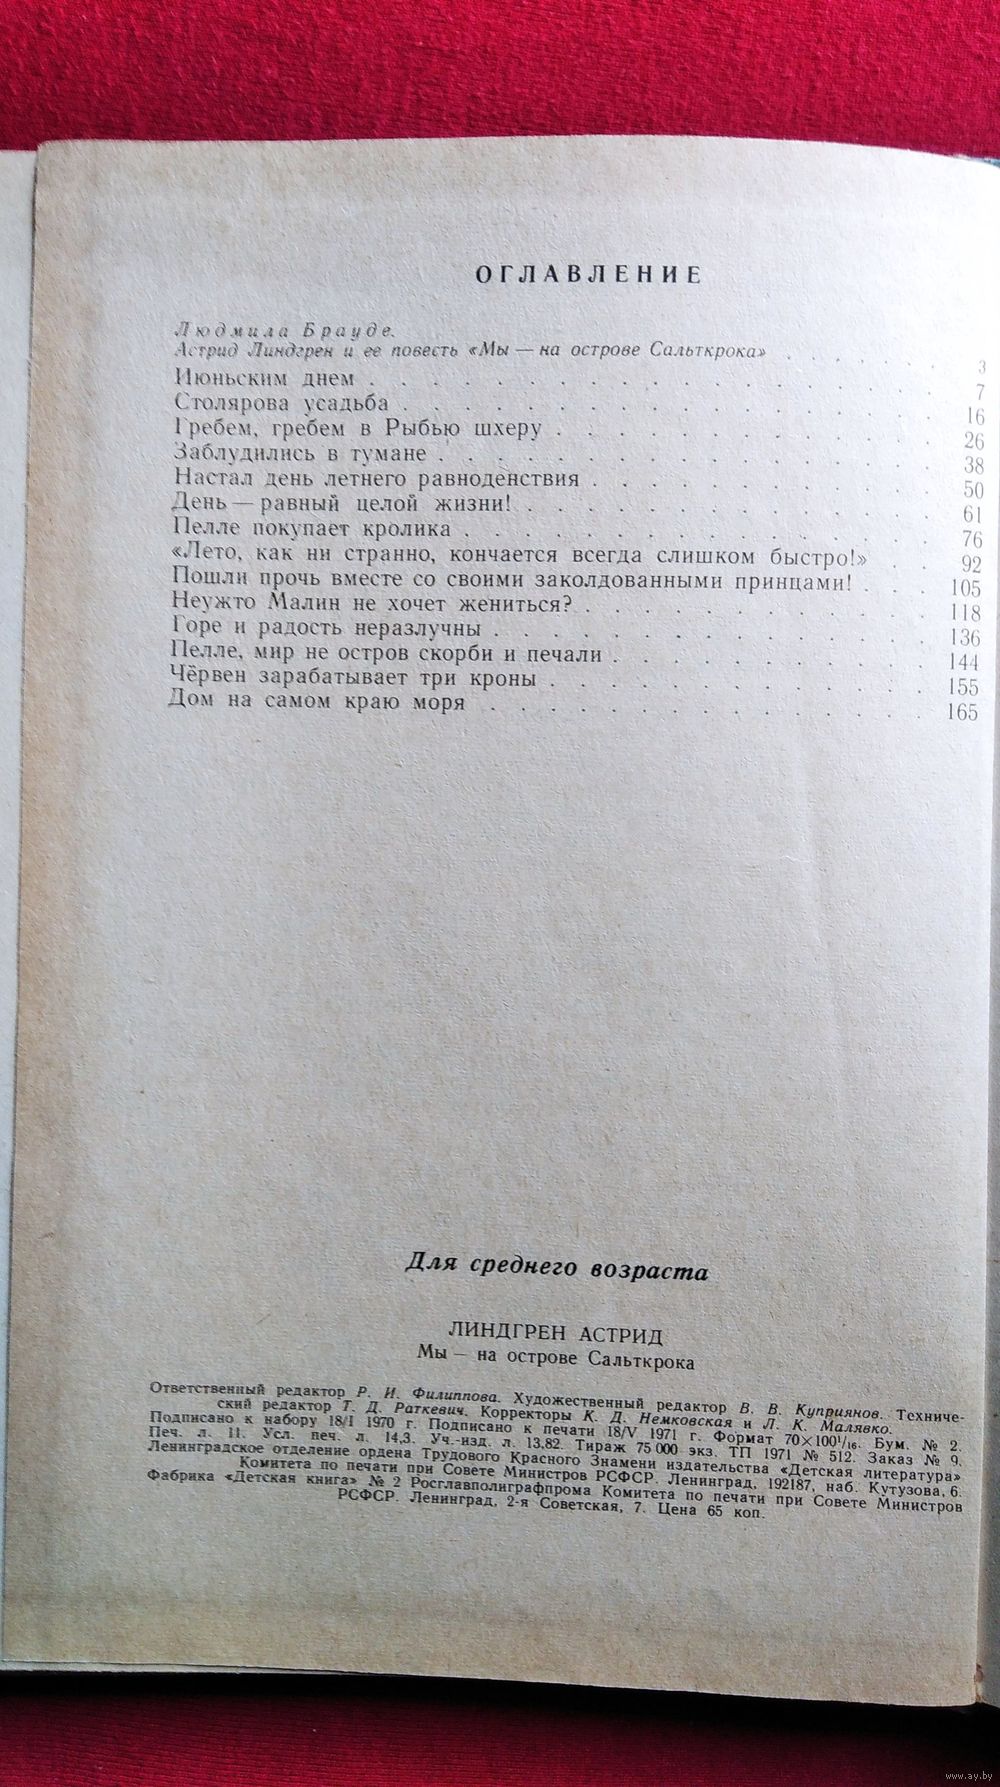 ОГЛАВЛЕНИЕ
Людмила Брауде.
Астрид Линдгрен и ее повесть «Мы — на острове Сальткрока» . . . . . . 3
Июньским днем . . . . . . . . . . . . . . . 7
Столярова усадьба . . . . . . . . . . . . . . 16
Гребем, гребем в Рыбью шхеру . . . . . . . . . . 26
Заблудились в тумане . . . . . . . . . . . . . 38
Настал день летнего равноденствия . . . . . . . . . 50
День — равный целой жизни! . . . . . . . . . . . 61
Пелле покупает кролика . . . . . . . . . . . . 76
«Лето, как ни странно, кончается всегда слишком быстро!» . . 92
Пошли прочь вместе со своими заколдованными принцами! . . . 105
Неужто Малин не хочет жениться? . . . . . . . . . 118
Горе и радость неразлучны . . . . . . . . . . . 136
Пелле, мир не остров скорби и печали . . . . . . . . 144
Чёрвен зарабатывает три кроны . . . . . . . . . . 155
Дом на самом краю моря . . . . . . . . . . . . 165
Для среднего возраста
ЛИНДГРЕН АСТРИД
Мы — на острове Сальткрока
Ответственный редактор Р. И. Филиппова. Художественный редактор В. В. Куприянов. Техниче-
ский редактор Т. Д. Раткевич. Корректоры К. Д. Немковская и Л. К. Малявко.
Подписано к набору 18/I 1970 г. Подписано к печати 18/V 1971 г. Формат 70×100¹/₁₆. Бум. № 2.
Печ. л. 11. Усл. печ. л. 14,3. Уч.-изд. л. 13,82. Тираж 75 000 экз. ТП 1971 № 512. Заказ № 9.
Ленинградское отделение ордена Трудового Красного Знамени издательства «Детская литература»
Комитета по печати при Совете Министров РСФСР. Ленинград, 192187, наб. Кутузова, 6.
Фабрика «Детская книга» № 2 Росглавполиграфпрома Комитета по печати при Совете Министров
РСФСР. Ленинград, 2-я Советская, 7. Цена 65 коп.
www.ay.by